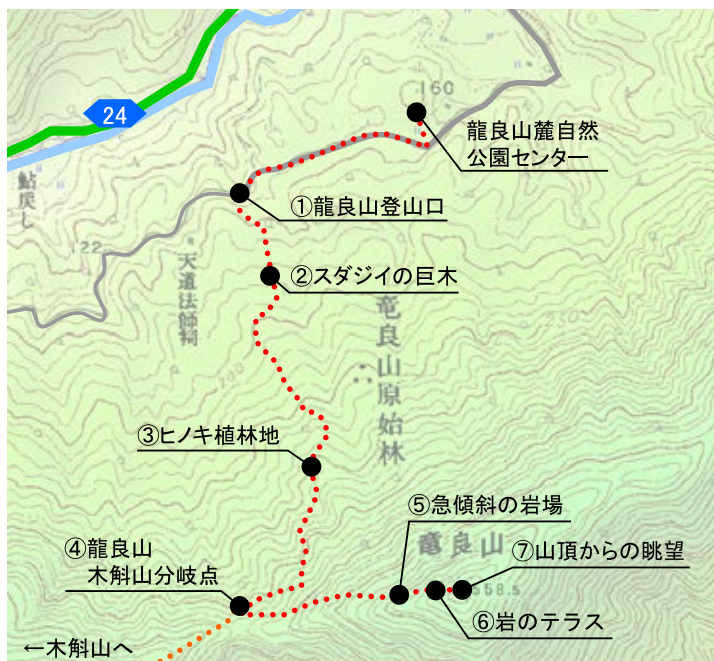 24
160
龍良山麓自然
公園センター
鮎戻し
①龍良山登山口
122
天道法師祠
②スダジイの巨木
竜良山原始林
200
③ヒノキ植林地
⑤急傾斜の岩場
竜良山
④龍良山
木斛山分岐点
⑦山頂からの眺望
558.5
⑥岩のテラス
←木斛山へ